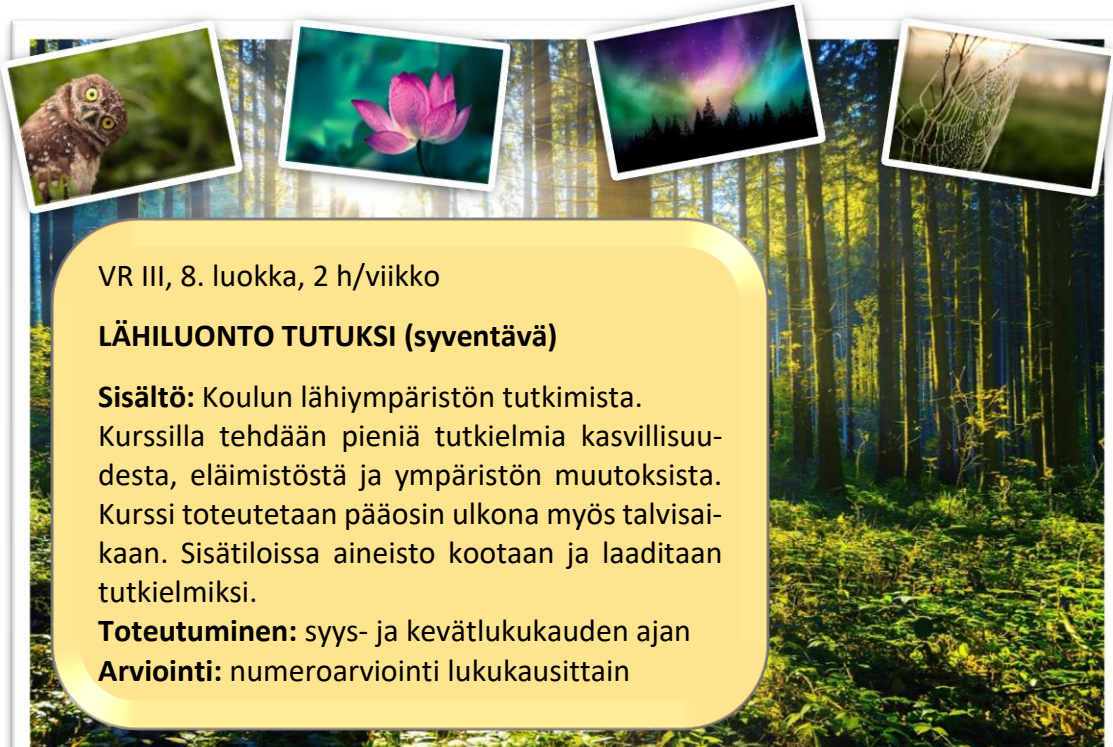 VR III, 8. luokka, 2 h/viikko
LÄHILUONTO TUTUKSI (syventävä)
Sisältö: Koulun lähiympäristön tutkimista.
Kurssilla tehdään pieniä tutkielmia kasvillisuu-
desta, eläimistöstä ja ympäristön muutoksista.
Kurssi toteutetaan pääosin ulkona myös talvisai-
kaan. Sisätiloissa aineisto kootaan ja laaditaan
tutkielmiksi.
Toteutuminen: syys- ja kevätlukukauden ajan
Arviointi: numeroarviointi lukukausittain